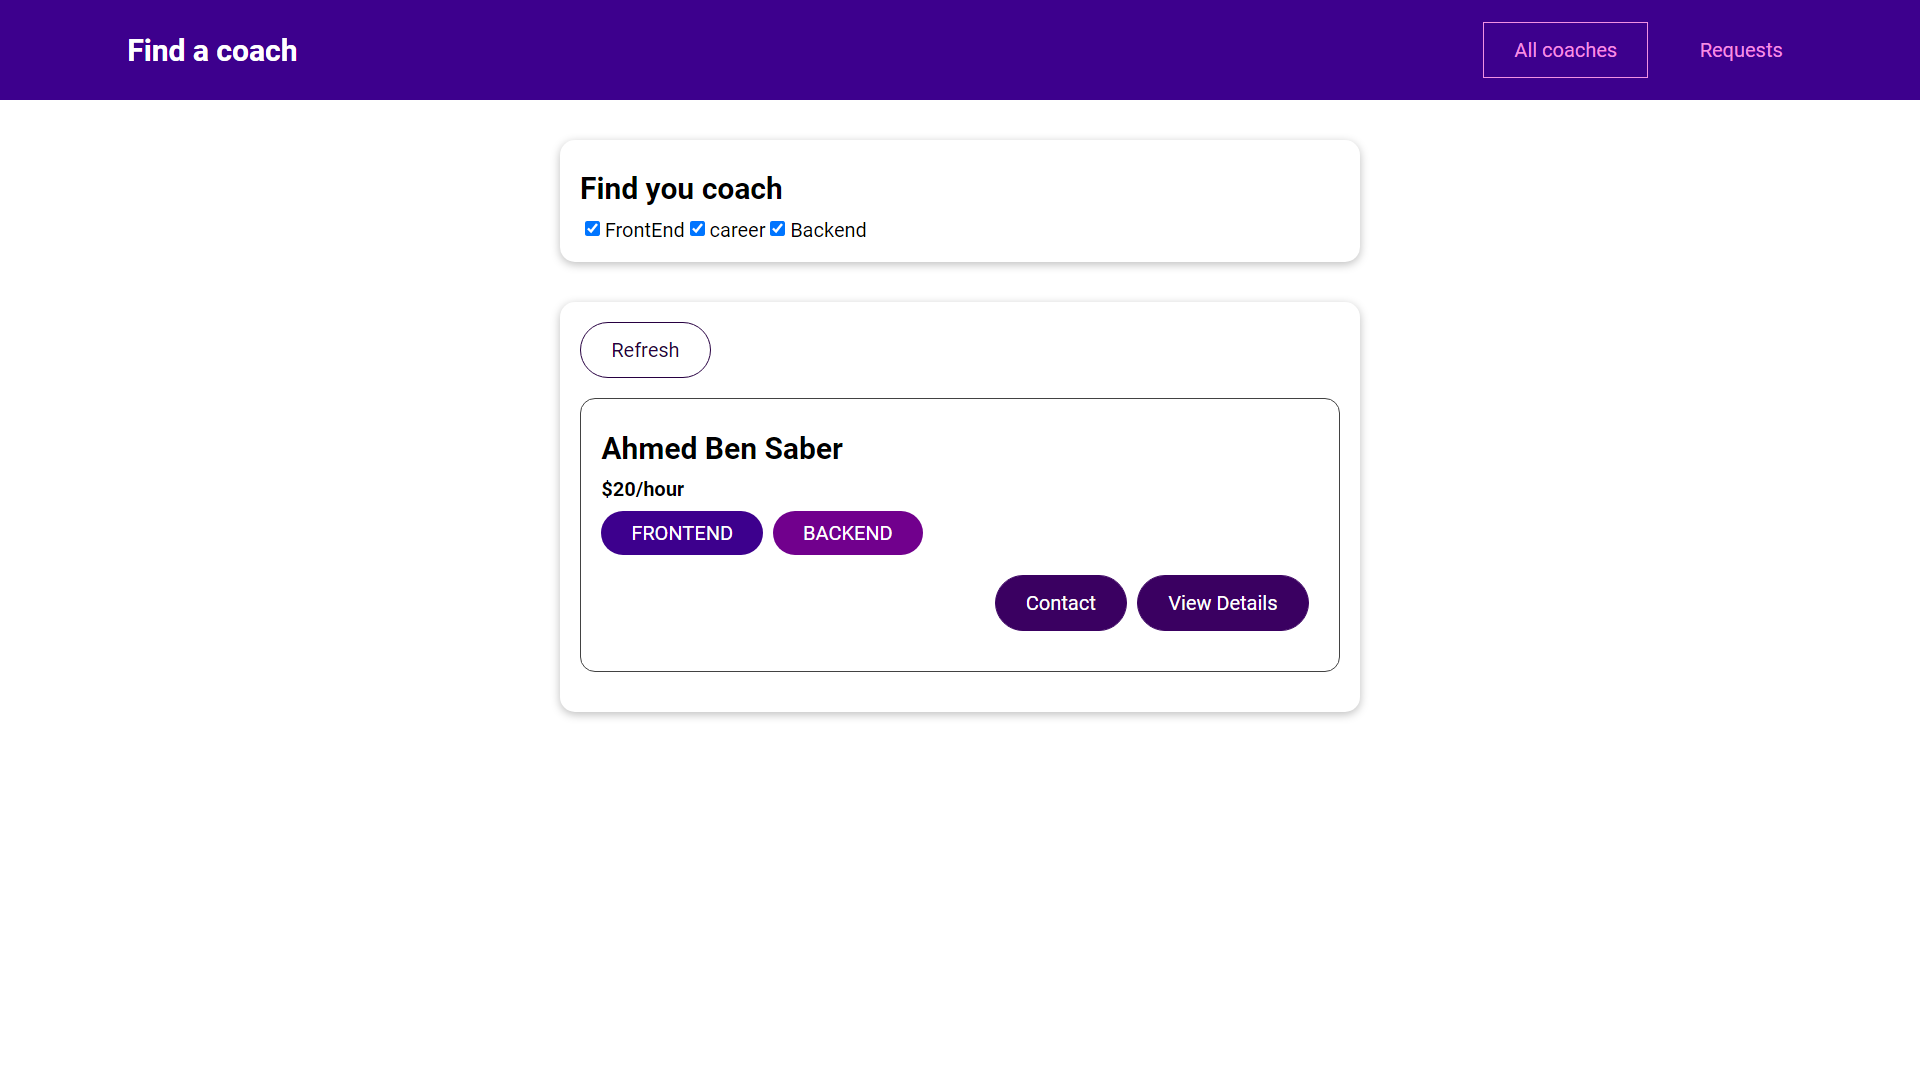 Find a coach All coaches Requests
Find you coach
FrontEnd career Backend
Refresh
Ahmed Ben Saber
$20/hour
FRONTEND BACKEND
Contact View Details